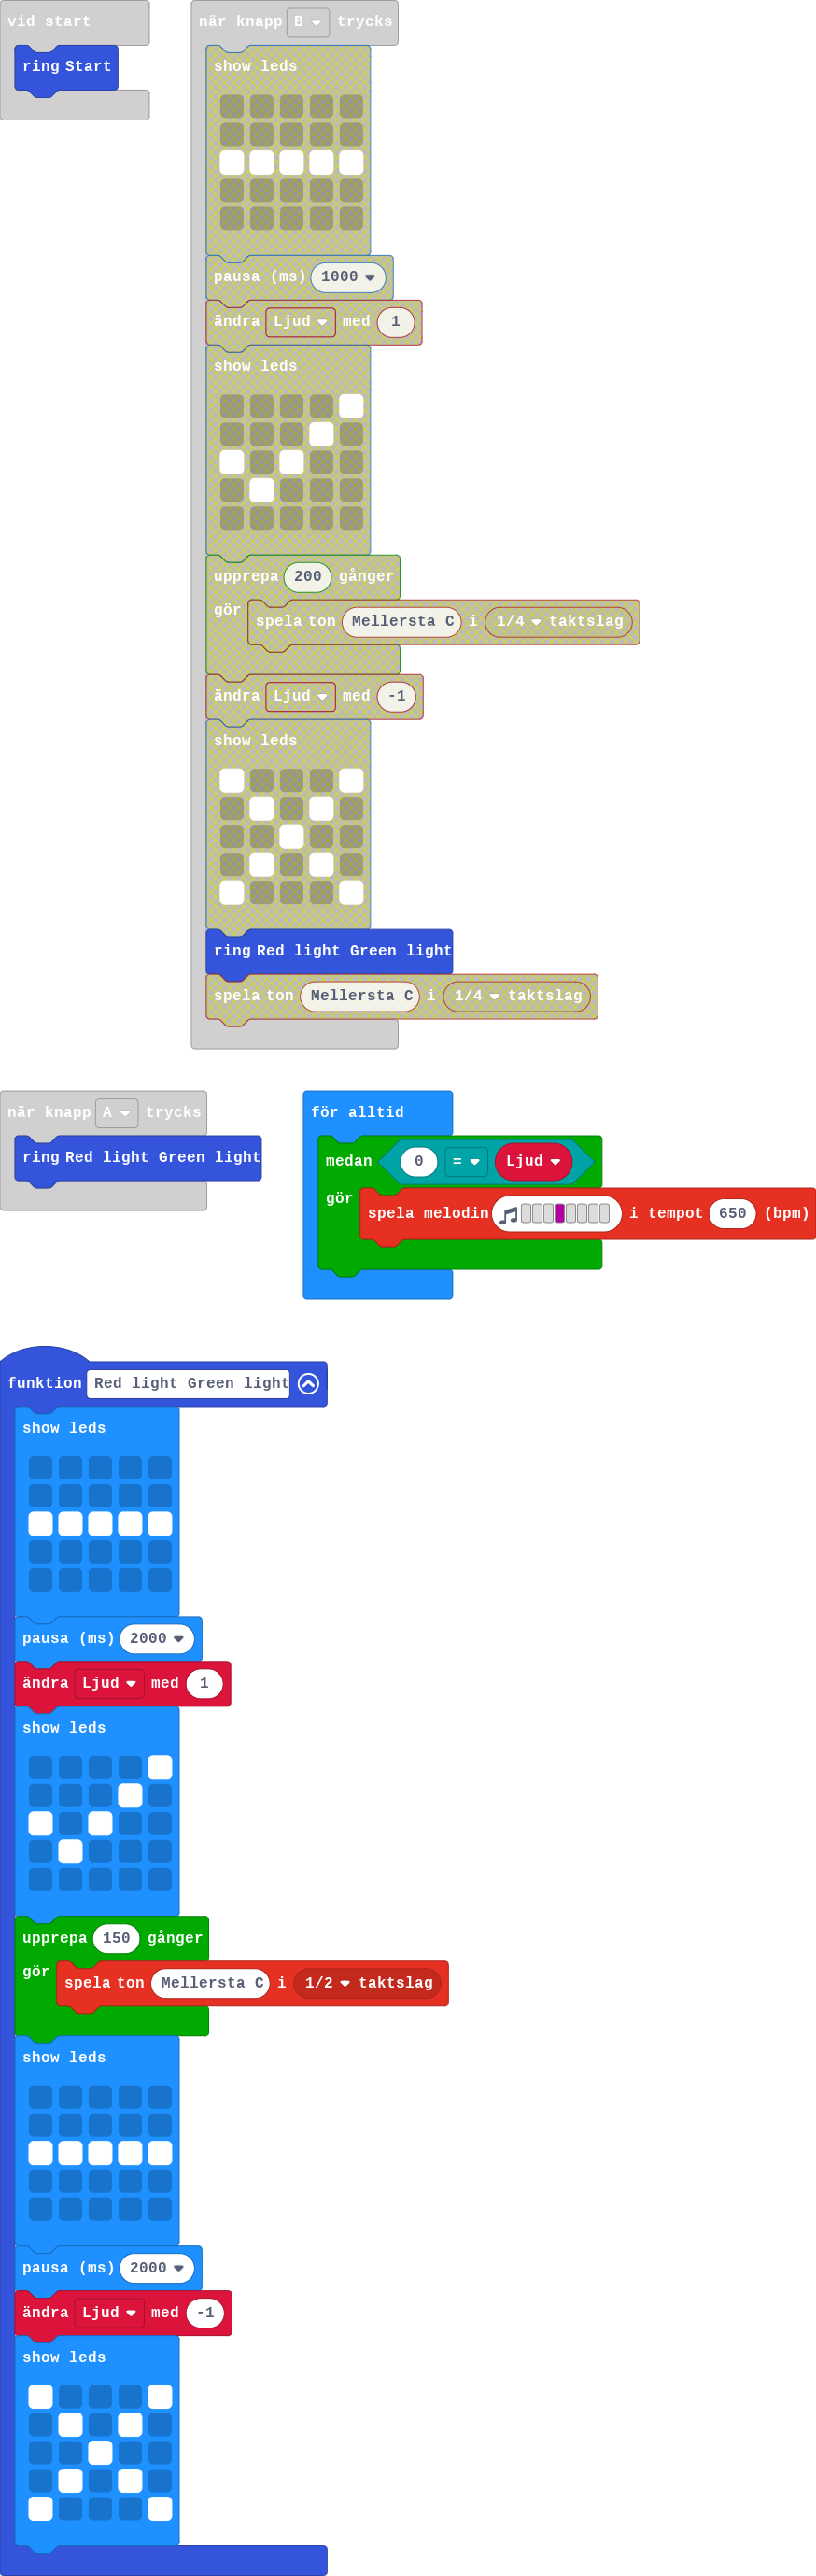 vid start
ring Start
när knapp B trycks
show leds
pausa (ms) 1000
ändra Ljud med 1
show leds
upprepa 200 gånger
gör spela ton Mellersta C i 1/4 taktslag
ändra Ljud med -1
show leds
ring Red light Green light
spela ton Mellersta C i 1/4 taktslag
när knapp A trycks
ring Red light Green light
för alltid
medan 0 = Ljud
gör spela melodin i tempot 650 (bpm)
funktion Red light Green light
show leds
pausa (ms) 2000
ändra Ljud med 1
show leds
upprepa 150 gånger
gör spela ton Mellersta C i 1/2 taktslag
show leds
pausa (ms) 2000
ändra Ljud med -1
show leds